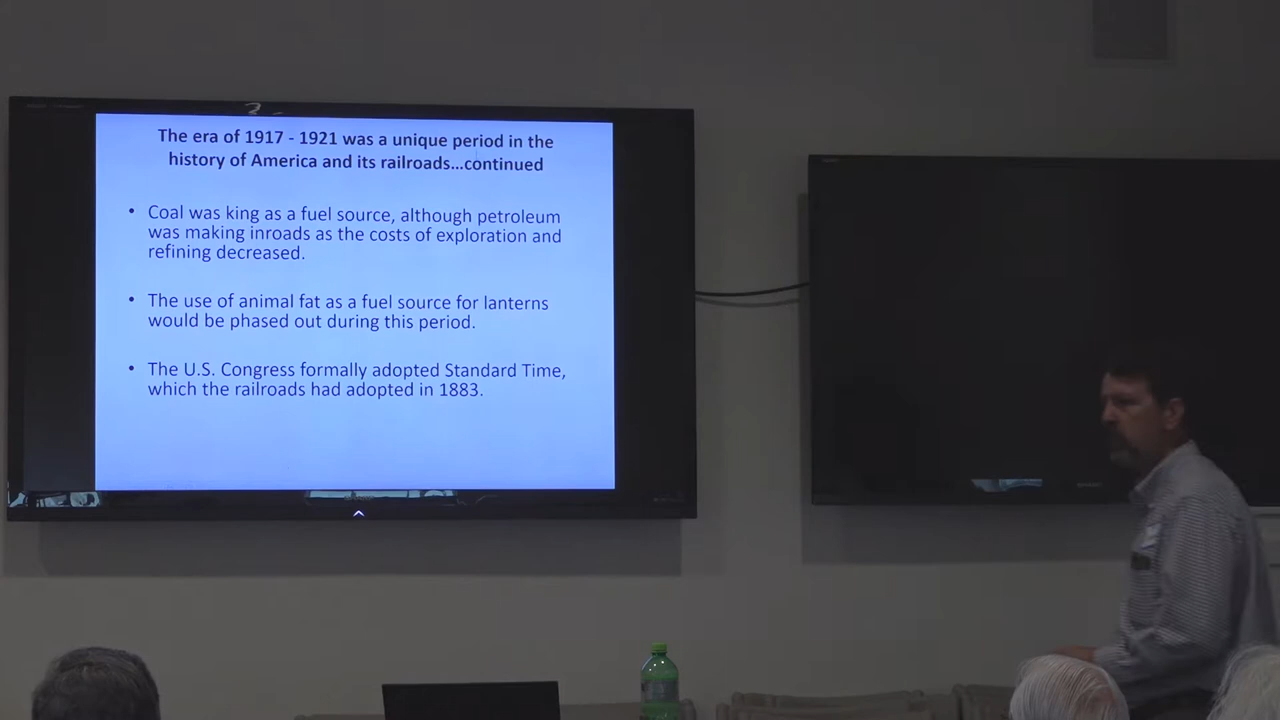 The era of 1917 - 1921 was a unique period in the
history of America and its railroads...continued
• Coal was king as a fuel source, although petroleum
was making inroads as the costs of exploration and
refining decreased.
• The use of animal fat as a fuel source for lanterns
would be phased out during this period.
• The U.S. Congress formally adopted Standard Time,
which the railroads had adopted in 1883.